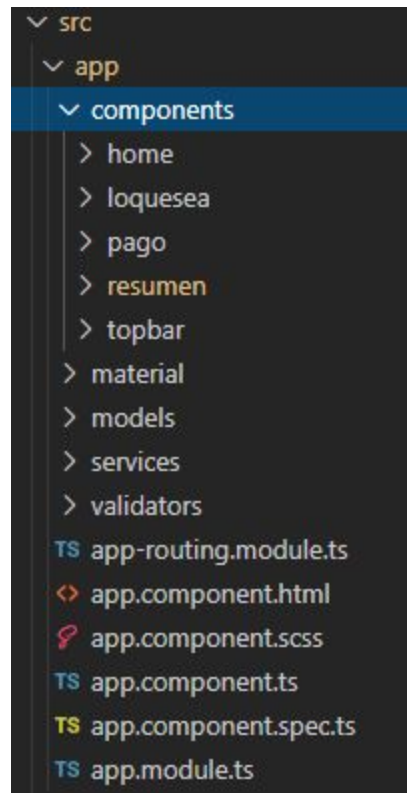 src
app
components
home
loquesea
pago
resumen
topbar
material
models
services
validators
TS app-routing.module.ts
<> app.component.html
app.component.scss
TS app.component.ts
TS app.component.spec.ts
TS app.module.ts